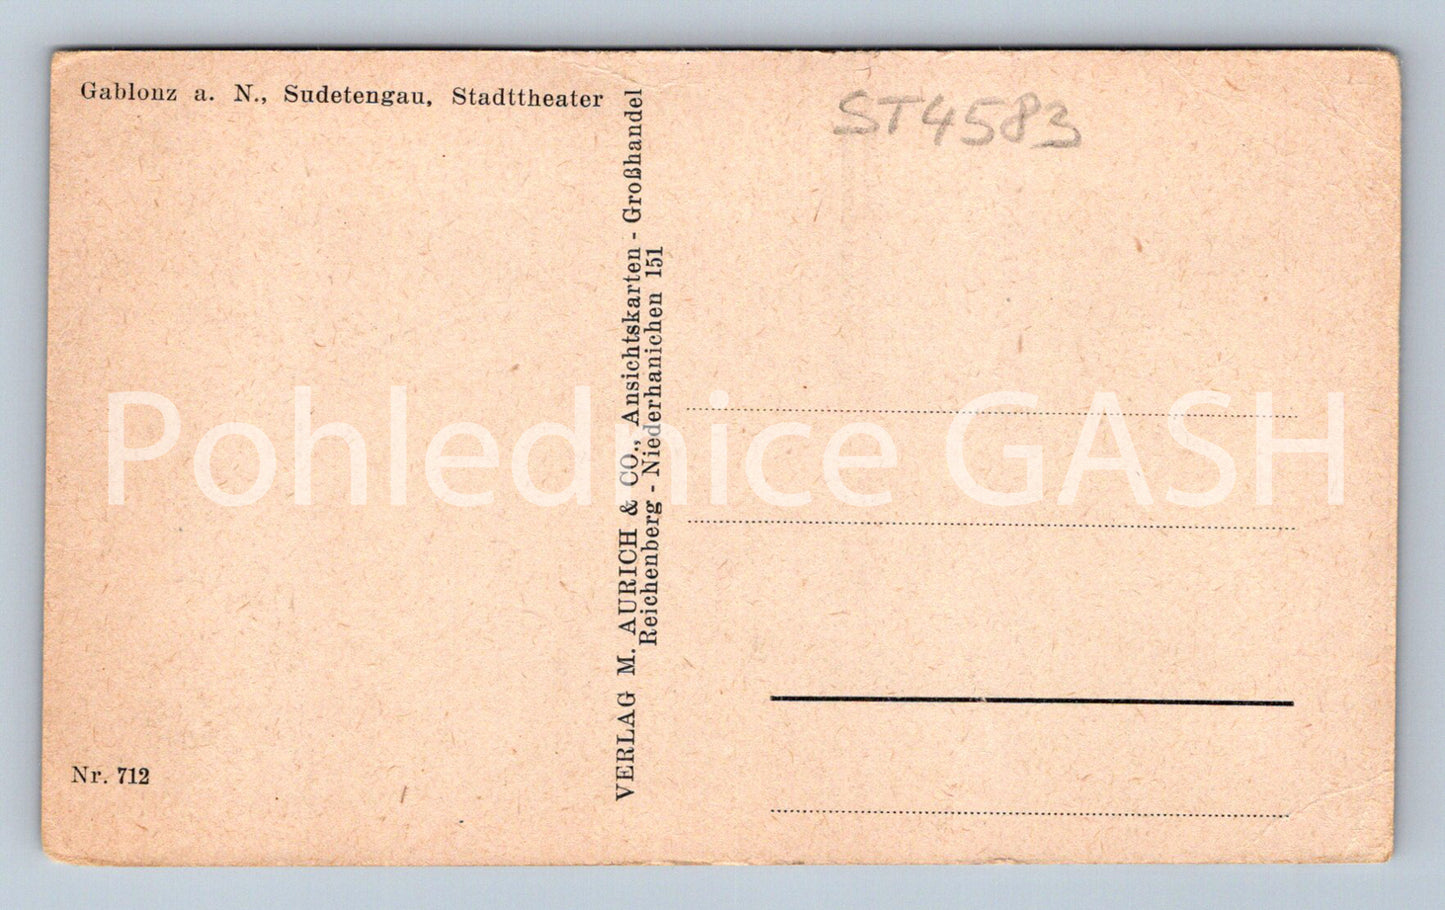 Gablonz a. N., Sudetengau, Stadttheater
ST4583
VERLAG M. AURICH & CO., Ansichtskarten - Großhandel
Reichenberg - Niederhanichen 151
Pohlednice GASH
Nr. 712